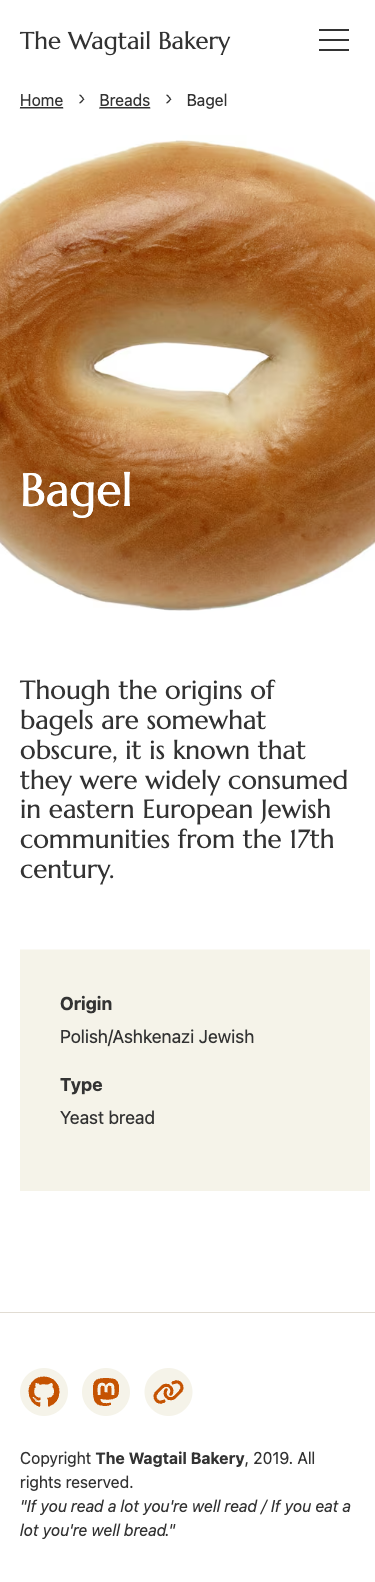 The Wagtail Bakery
Home > Breads > Bagel
Bagel
Though the origins of
bagels are somewhat
obscure, it is known that
they were widely consumed
in eastern European Jewish
communities from the 17th
century.
Origin
Polish/Ashkenazi Jewish
Type
Yeast bread
Copyright The Wagtail Bakery, 2019. All
rights reserved.
"If you read a lot you're well read / If you eat a
lot you're well bread."